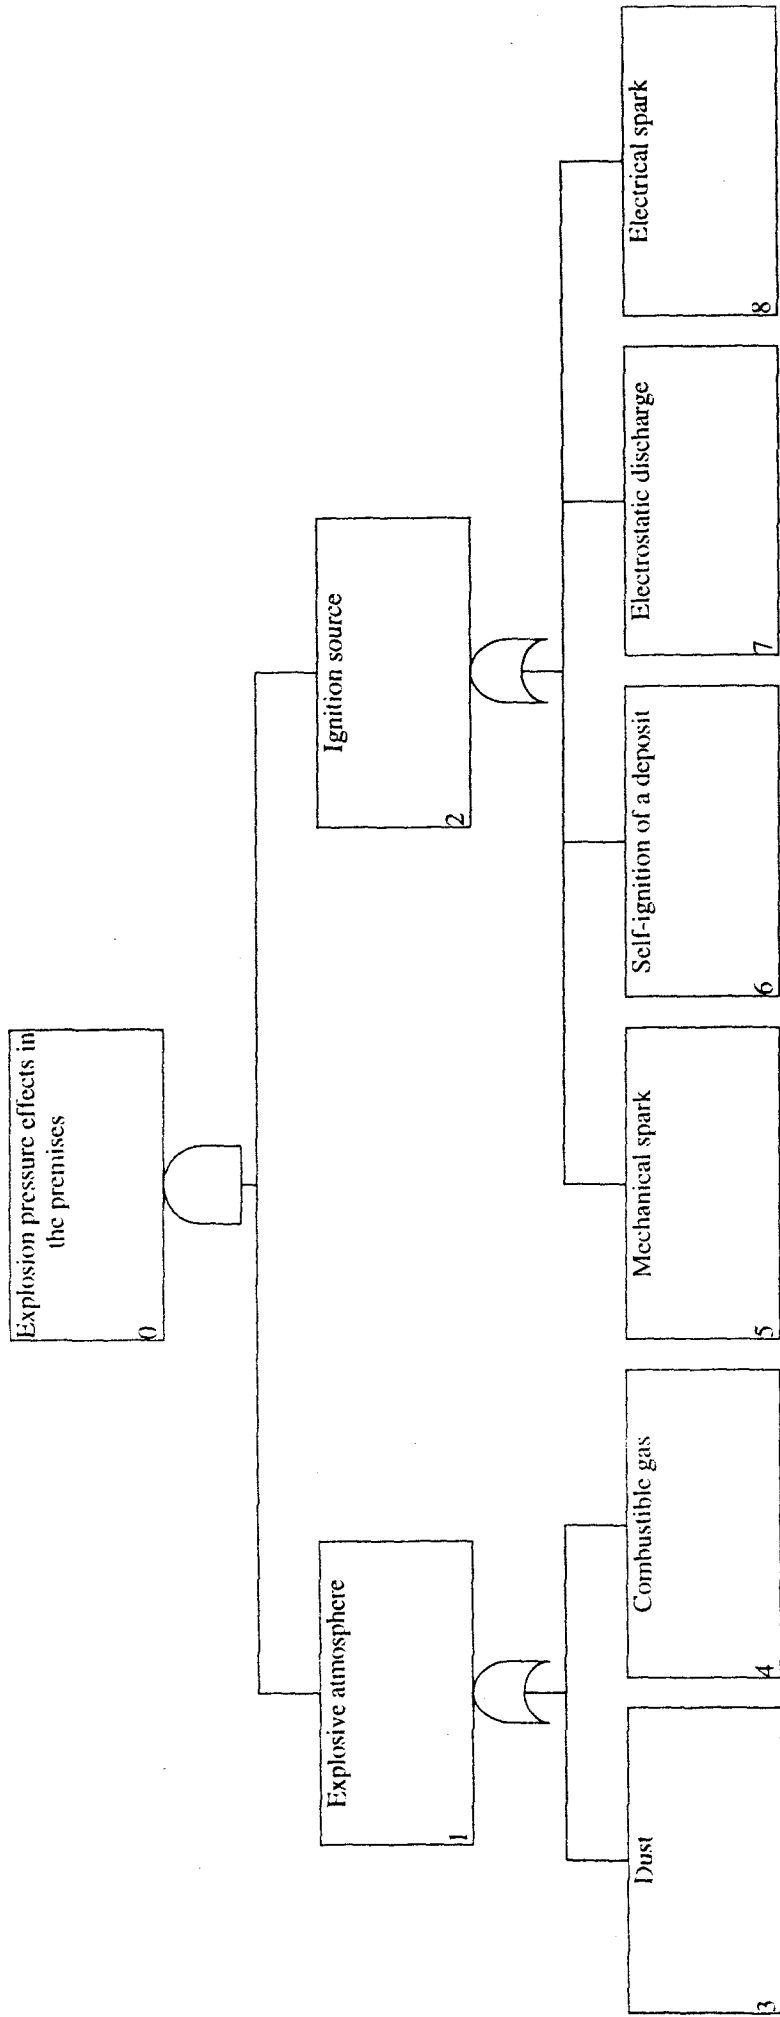 Explosion pressure effects in
the premises
0
Explosive atmosphere
1
Ignition source
2
Dust
3
Combustible gas
4
Mechanical spark
5
Self-ignition of a deposit
6
Electrostatic discharge
7
Electrical spark
8